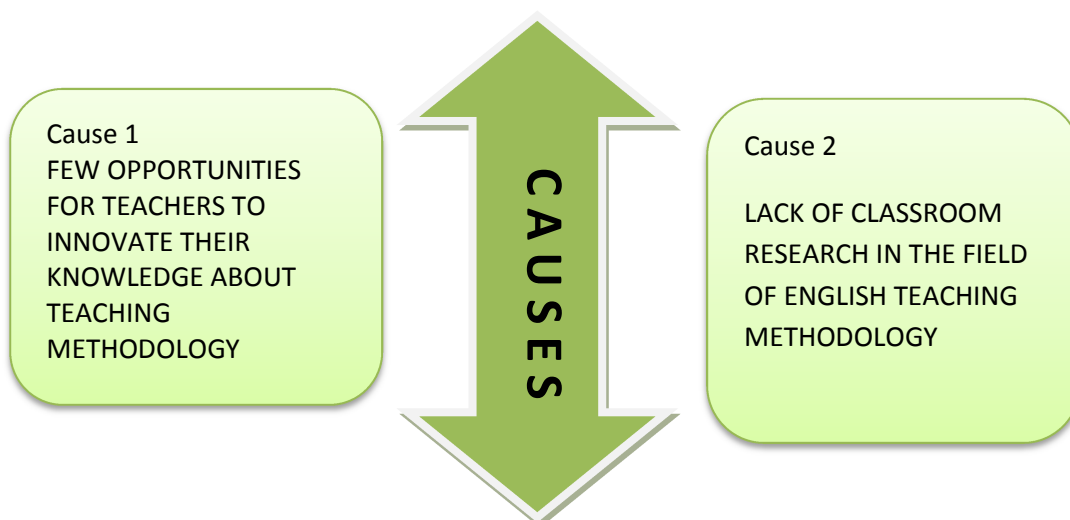 Cause 1
FEW OPPORTUNITIES
FOR TEACHERS TO
INNOVATE THEIR
KNOWLEDGE ABOUT
TEACHING
METHODOLOGY
CAUSES
Cause 2
LACK OF CLASSROOM
RESEARCH IN THE FIELD
OF ENGLISH TEACHING
METHODOLOGY